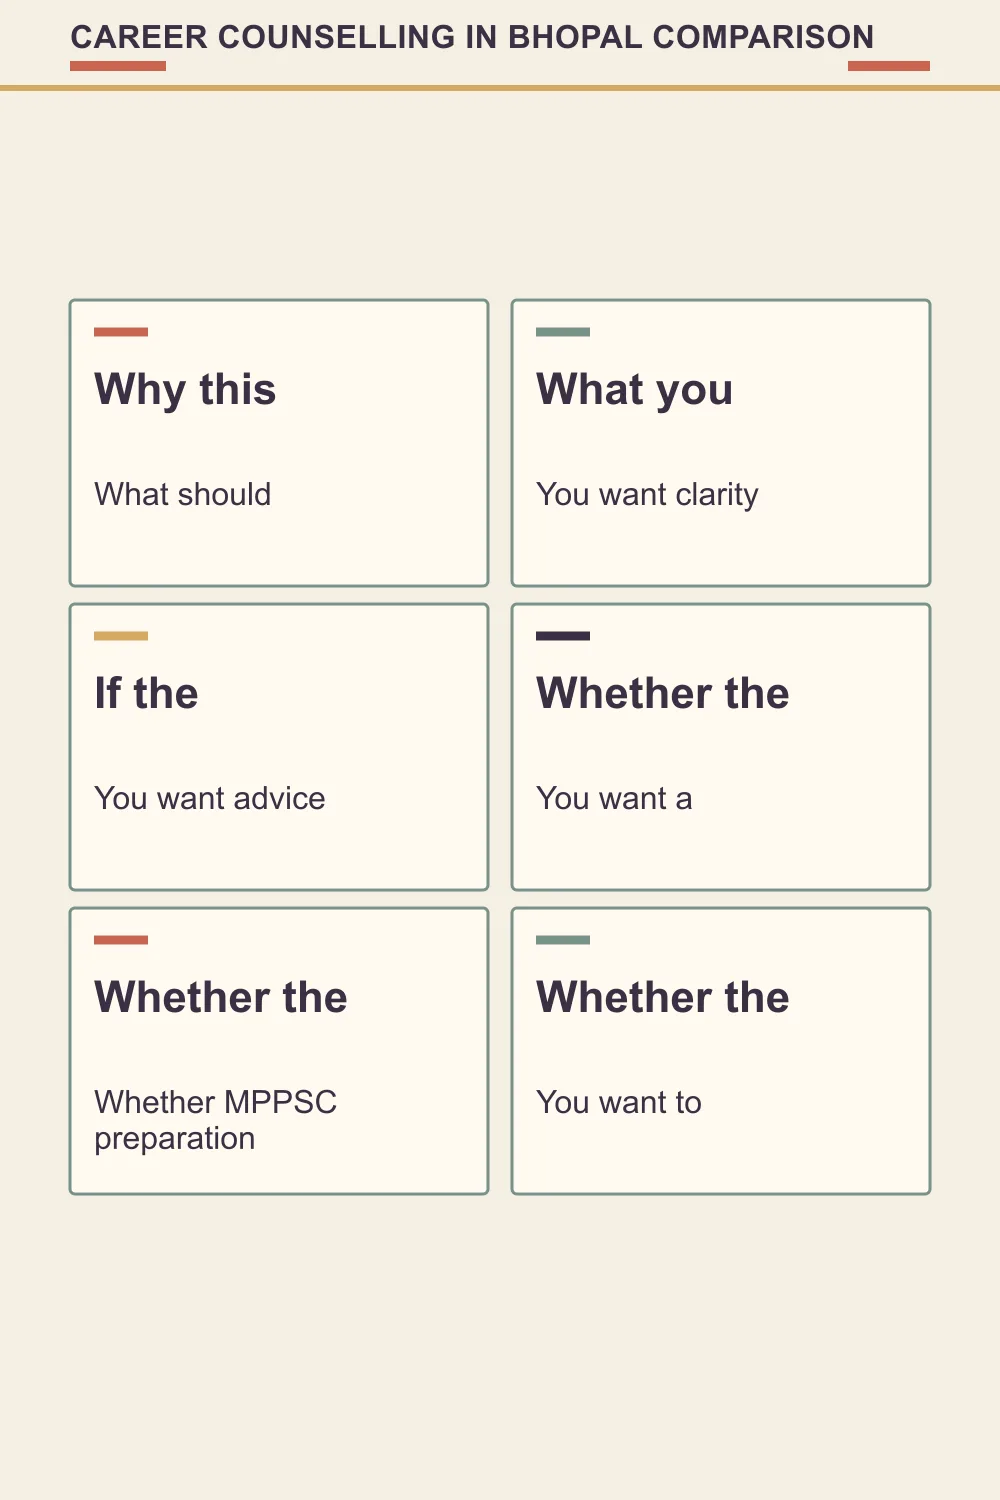 CAREER COUNSELLING IN BHOPAL COMPARISON
Why this
What should
What you
You want clarity
If the
You want advice
Whether the
You want a
Whether the
Whether MPPSC
preparation
Whether the
You want to